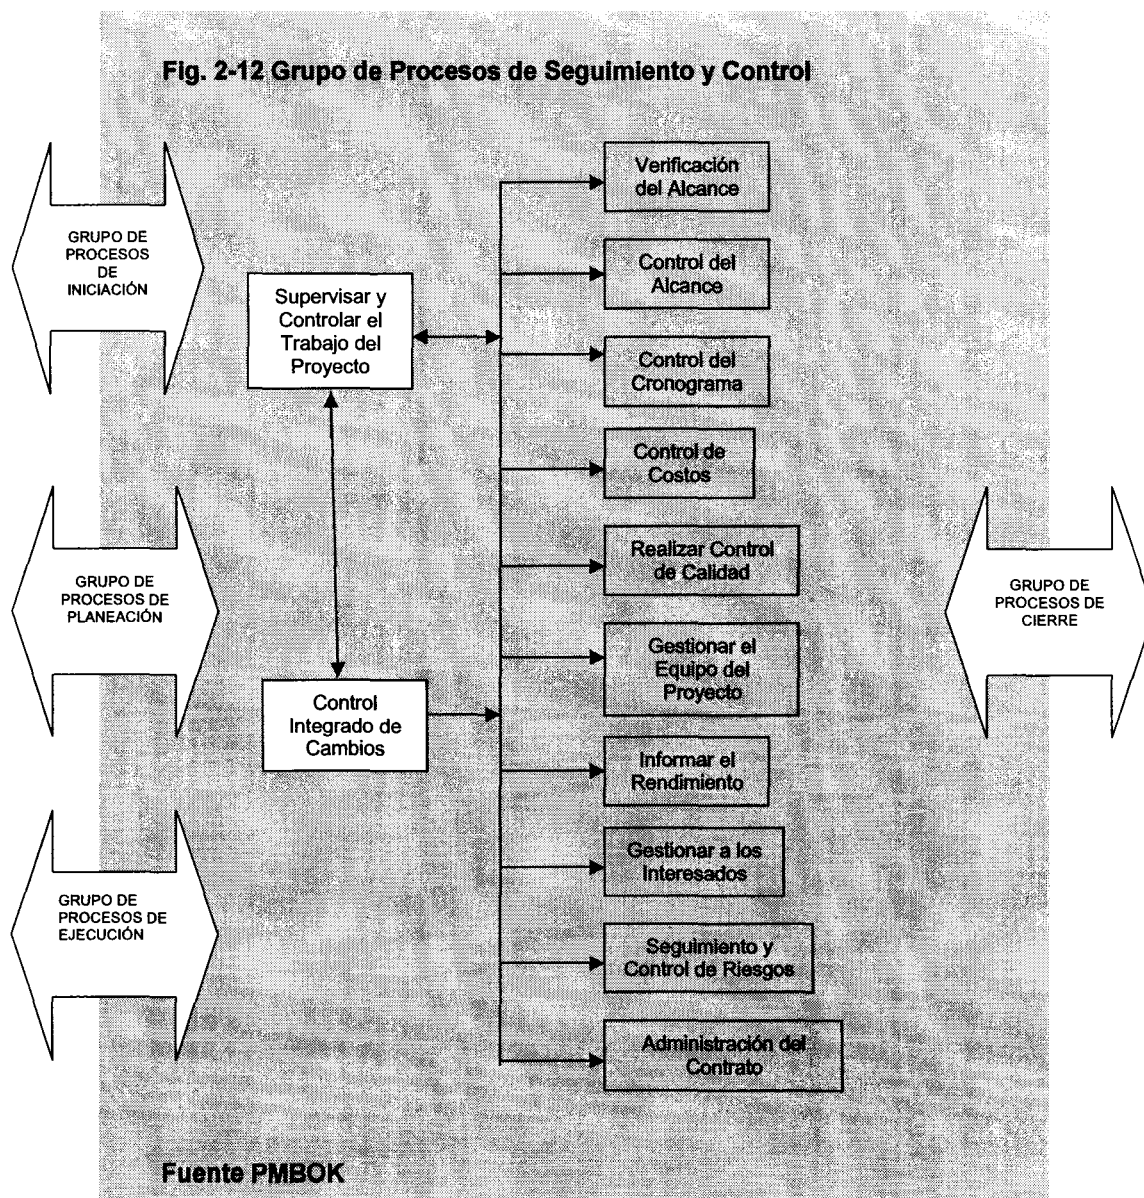 Fig. 2-12 Grupo de Procesos de Seguimiento y Control
GRUPO DE
PROCESOS
DE
INICIACIÓN
Supervisar y
Controlar el
Trabajo del
Proyecto
Verificación
del Alcance
Control del
Alcance
Control del
Cronograma
Control de
Costos
GRUPO DE
PROCESOS DE
PLANEACIÓN
Realizar Control
de Calidad
GRUPO DE
PROCESOS DE
CIERRE
Gestionar el
Equipo del
Proyecto
Control
Integrado de
Cambios
Informar el
Rendimiento
Gestionar a los
Interesados
GRUPO DE
PROCESOS DE
EJECUCIÓN
Seguimiento y
Control de Riesgos
Administración del
Contrato
Fuente PMBOK